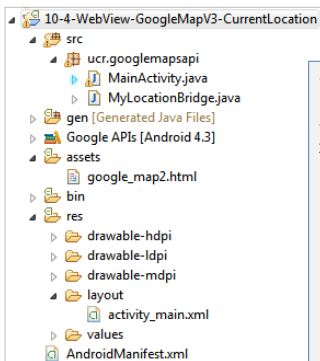 10-4-WebView-GoogleMapV3-CurrentLocation
src
ucr.googlemapsapi
MainActivity.java
MyLocationBridge.java
gen [Generated Java Files]
Google APIs [Android 4.3]
assets
google_map2.html
bin
res
drawable-hdpi
drawable-ldpi
drawable-mdpi
layout
activity_main.xml
values
AndroidManifest.xml